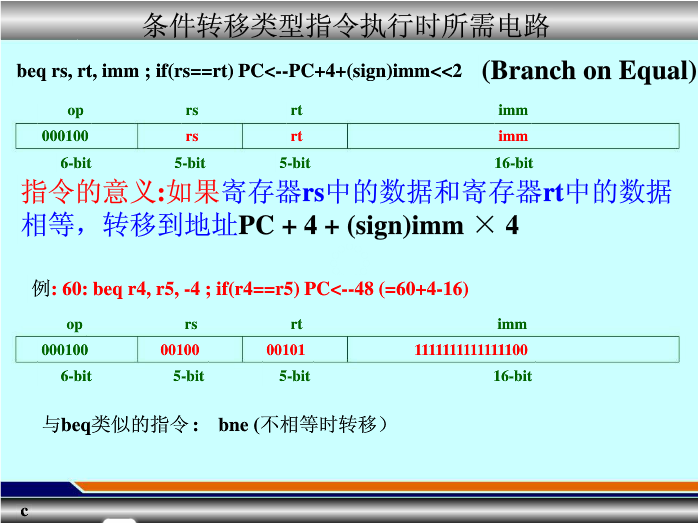 条件转移类型指令执行时所需电路
beq rs, rt, imm ; if(rs==rt) PC<--PC+4+(sign)imm<<2 (Branch on Equal)
op rs rt imm
000100 rs rt imm
6-bit 5-bit 5-bit 16-bit
指令的意义:如果寄存器rs中的数据和寄存器rt中的数据
相等，转移到地址PC + 4 + (sign)imm × 4
例: 60: beq r4, r5, -4 ; if(r4==r5) PC<--48 (=60+4-16)
op rs rt imm
000100 00100 00101 1111111111111100
6-bit 5-bit 5-bit 16-bit
与beq类似的指令： bne (不相等时转移）
c